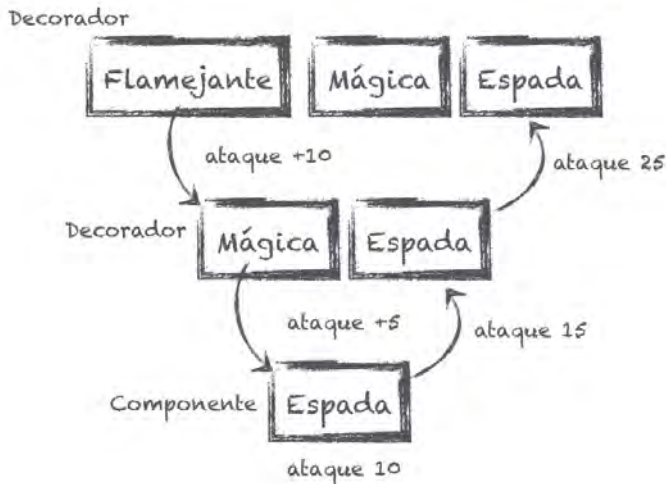 Decorador
Flamejante Mágica Espada
ataque +10
ataque 25
Decorador
Mágica Espada
ataque +5
ataque 15
Componente
Espada
ataque 10